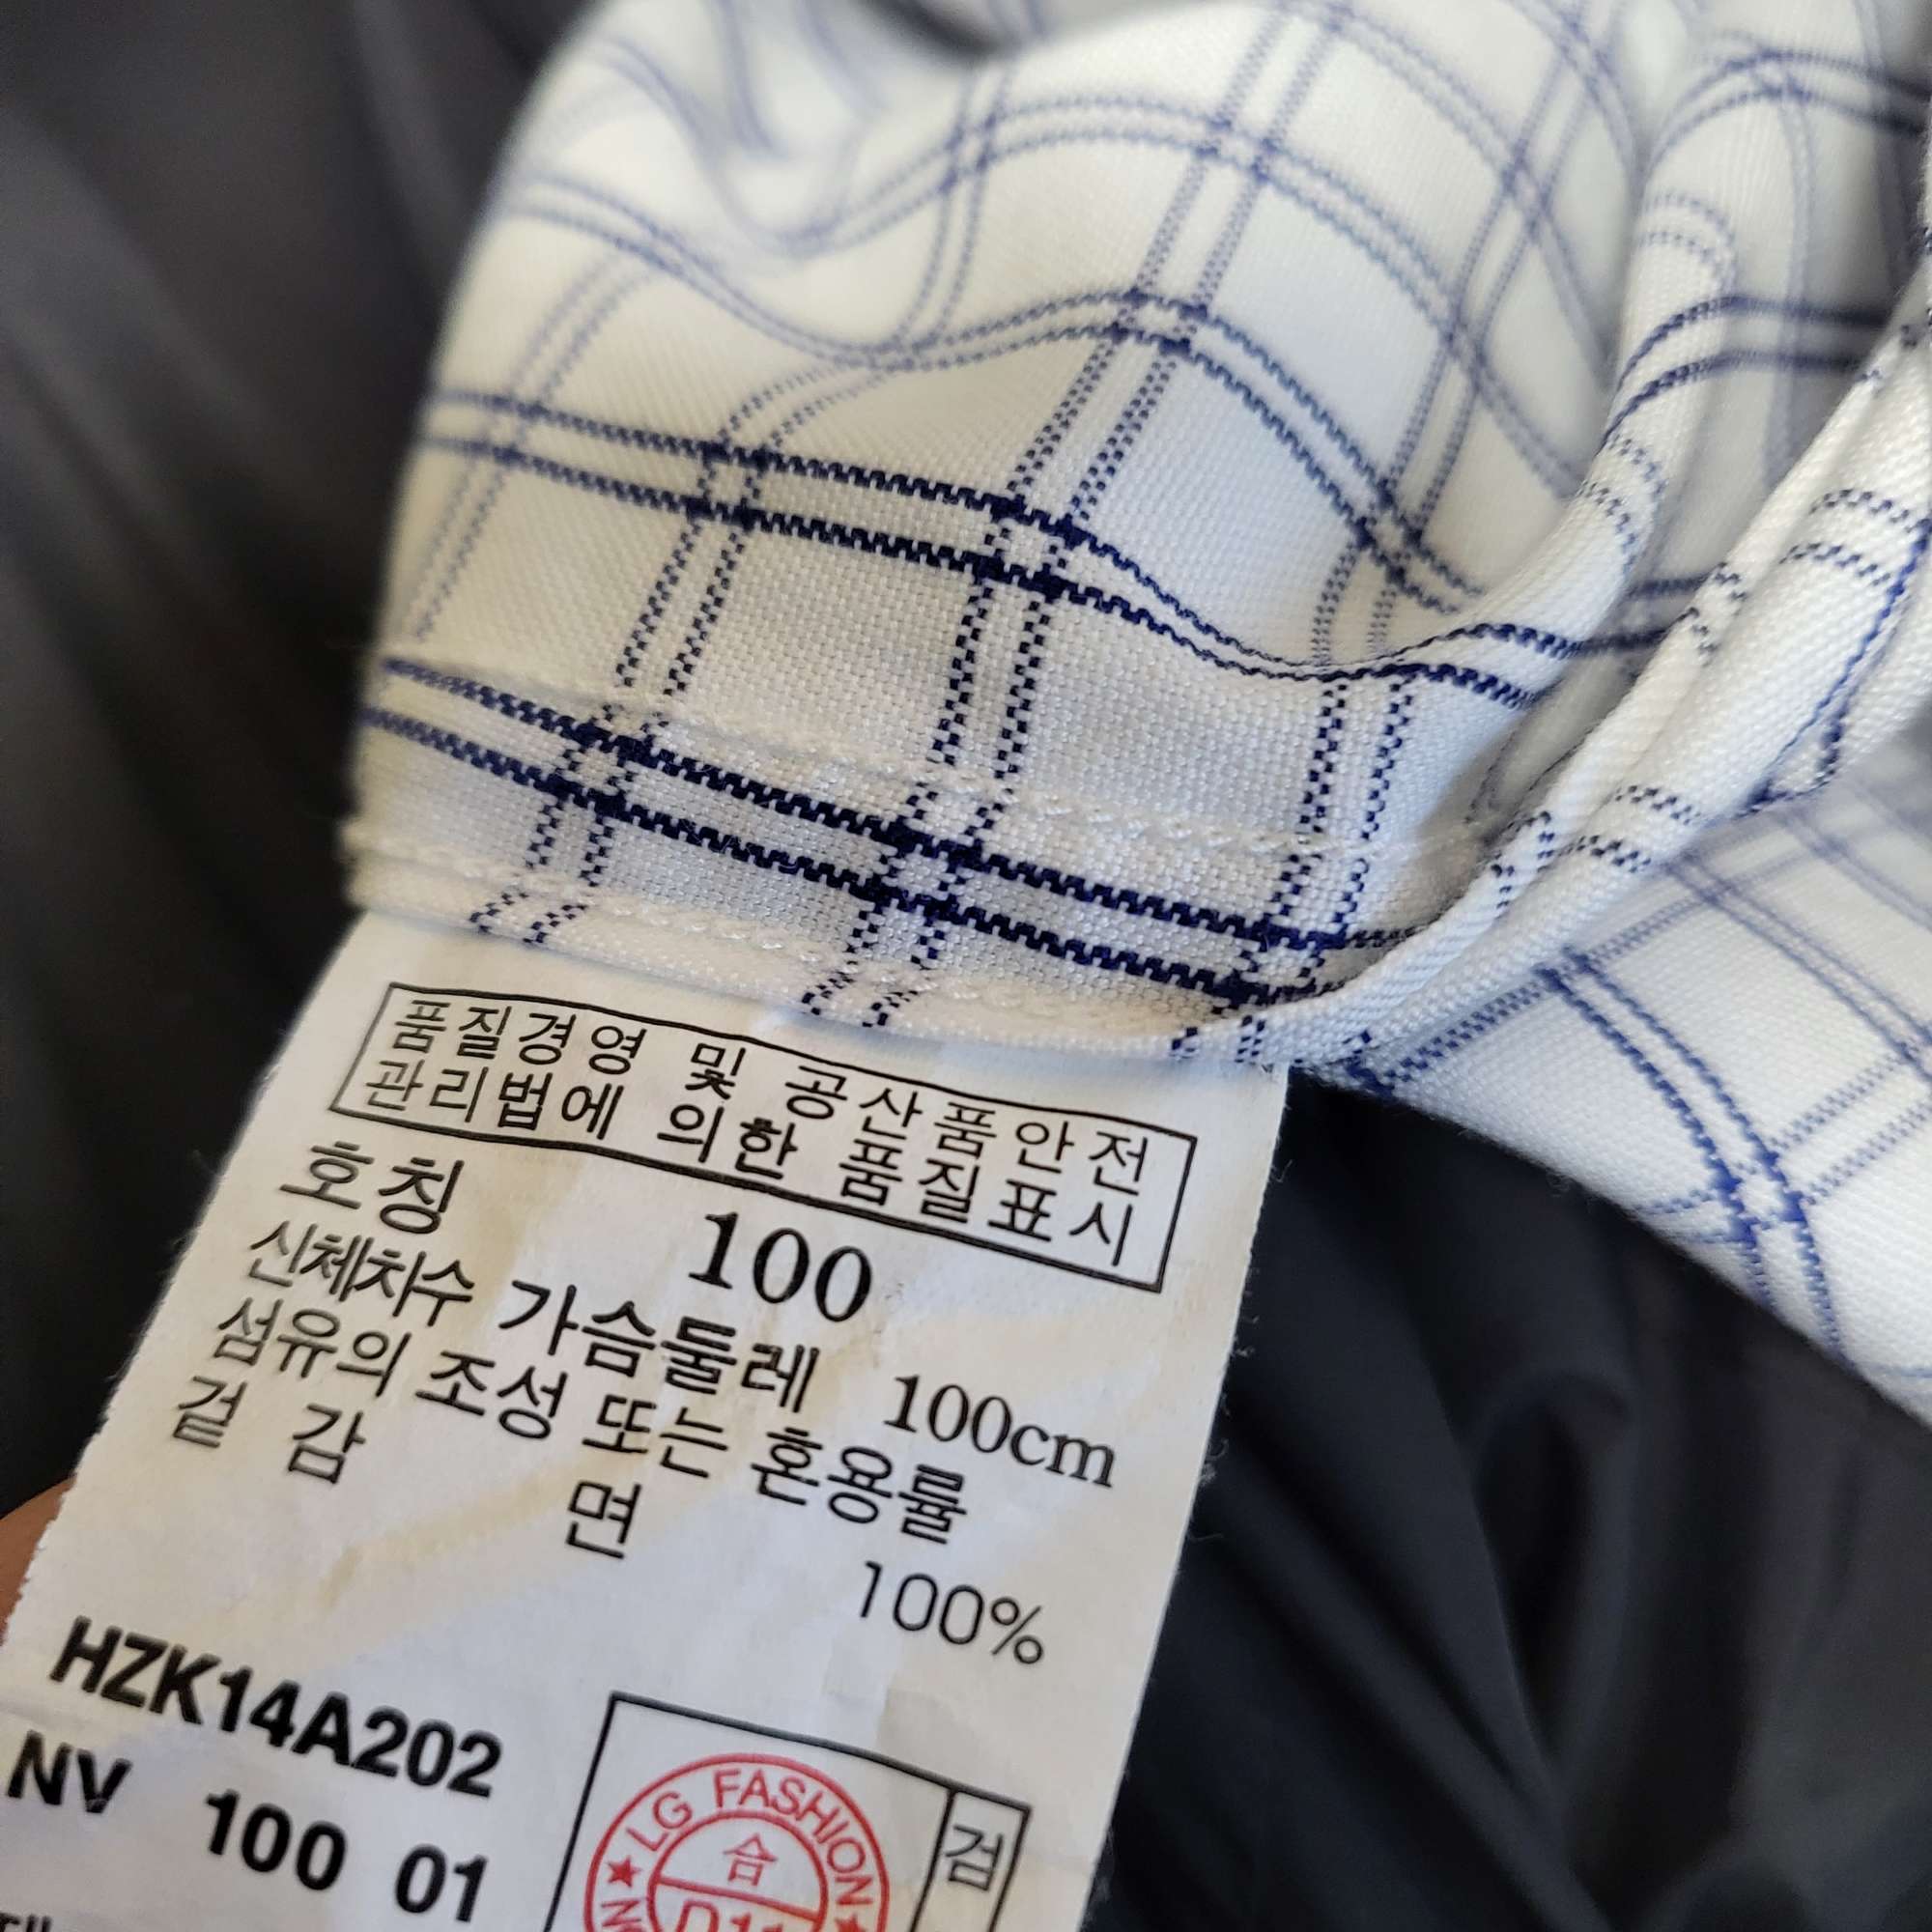 품질경영 및 공산품안전
관리법에 의한 품질표시
호칭 100
신체치수 가슴둘레 100cm
섬유의 조성 또는 혼용률
겉 감 면 100%
HZK14A202
NV 100 01
LG FASHION
合
검